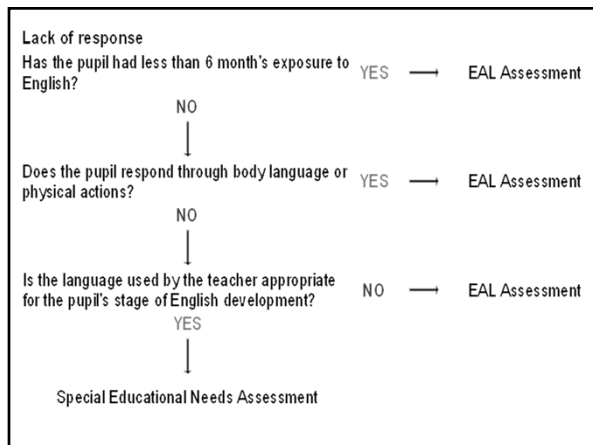 Lack of response
Has the pupil had less than 6 month's exposure to YES EAL Assessment
English?
NO
Does the pupil respond through body language or YES EAL Assessment
physical actions?
NO
Is the language used by the teacher appropriate NO EAL Assessment
for the pupil's stage of English development?
YES
Special Educational Needs Assessment